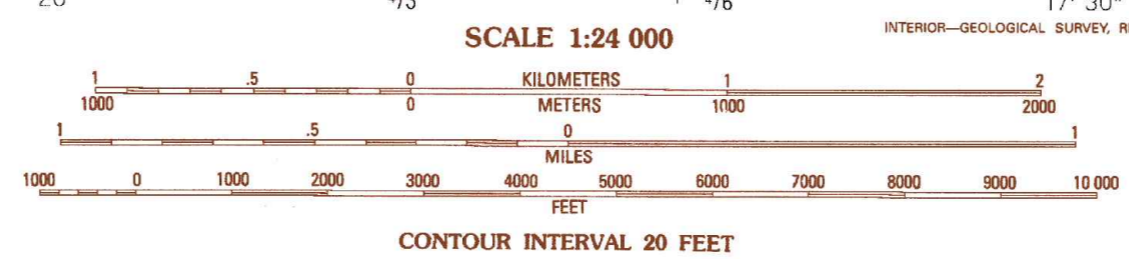 17' 30"
SCALE 1:24 000
INTERIOR—GEOLOGICAL SURVEY,
1 .5 0 KILOMETERS 1 2
1000 0 METERS 1000 2000
1 .5 0 1
MILES
1000 0 1000 2000 3000 4000 5000 6000 7000 8000 9000 10 000
FEET
CONTOUR INTERVAL 20 FEET